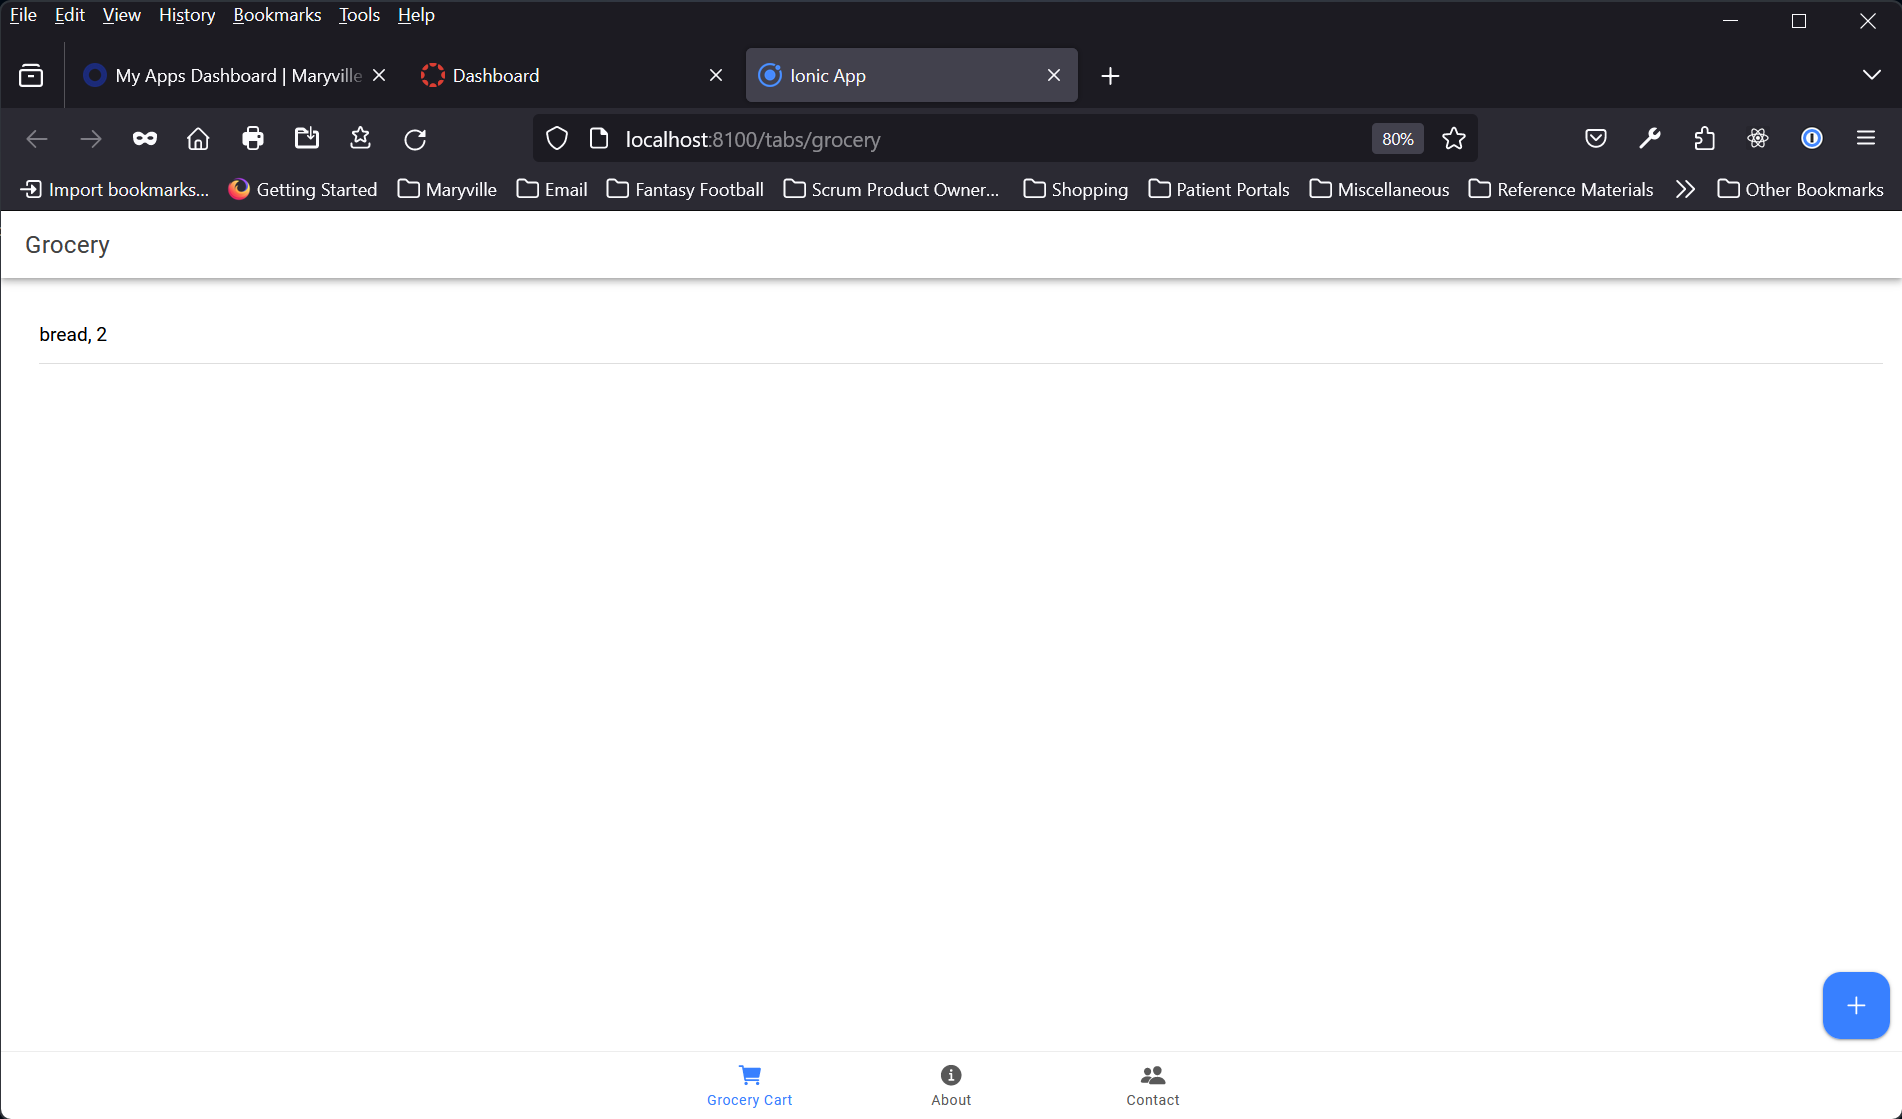 File Edit View History Bookmarks Tools Help
My Apps Dashboard | Maryville
Dashboard
Ionic App
localhost:8100/tabs/grocery
80%
Import bookmarks... Getting Started Maryville Email Fantasy Football Scrum Product Owner... Shopping Patient Portals Miscellaneous Reference Materials Other Bookmarks
Grocery
bread, 2
Grocery Cart
About
Contact